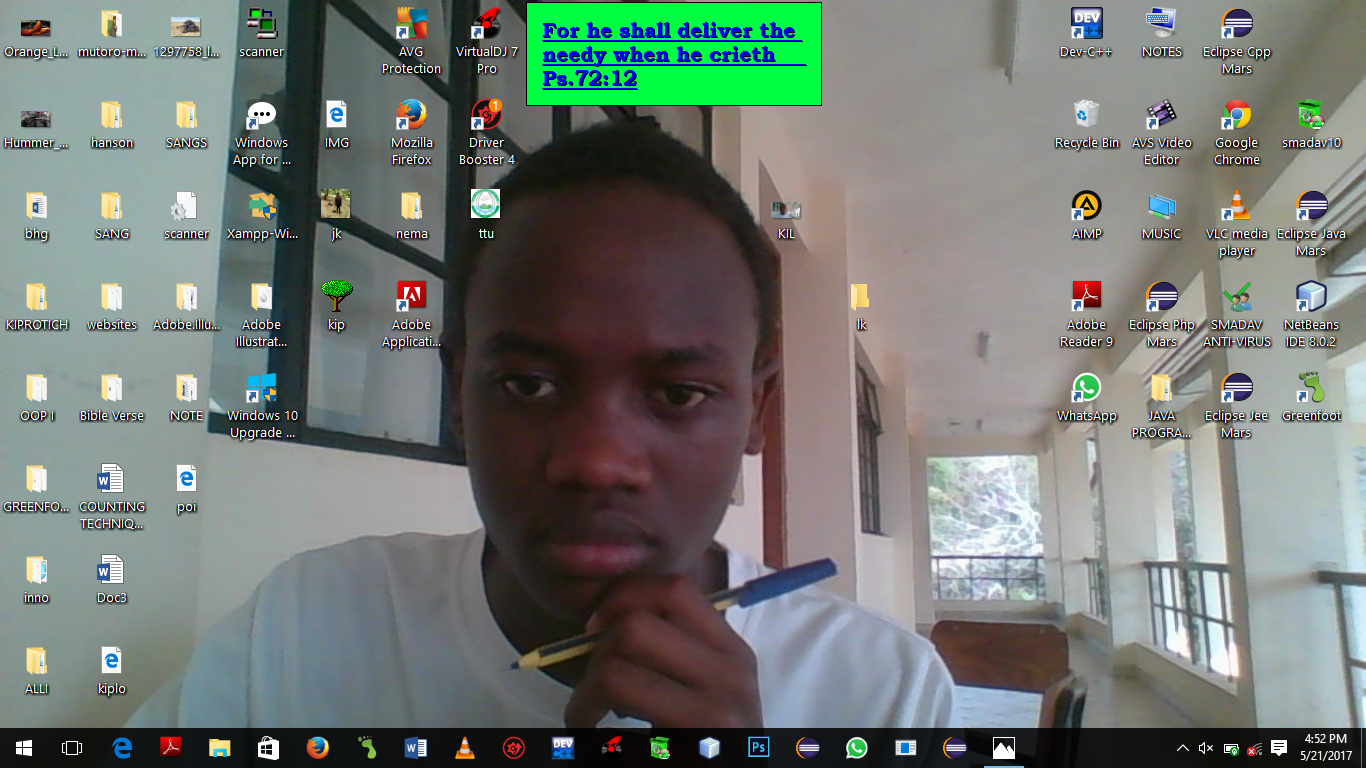 For he shall deliver the
needy when he crieth
Ps.72:12
Orange_L...
mutoro-m...
1297758_l...
scanner
AVG
Protection
VirtualDJ 7
Pro
Dev-C++
NOTES
Eclipse Cpp
Mars
Hummer_...
hanson
SANGS
Windows
App for ...
IMG
Mozilla
Firefox
1
Driver
Booster 4
Recycle Bin
AVS Video
Editor
Google
Chrome
smadav10
bhg
SANG
scanner
Xampp-Wi...
jk
nema
ttu
KIL
AIMP
MUSIC
VLC media
player
Eclipse Java
Mars
KIPROTICH
websites
Adobe.Illu...
Adobe
Illustrat...
kip
Adobe
Applicati...
Adobe
Reader 9
Eclipse Php
Mars
SMADAV
ANTI-VIRUS
NetBeans
IDE 8.0.2
OOP I
Bible Verse
NOTE
Windows 10
Upgrade ...
WhatsApp
JAVA
PROGRA...
Eclipse Jee
Mars
Greenfoot
GREENFO...
COUNTING
TECHNIQ...
poi
inno
Doc3
ALLI
kiplo
DEV
Ps
4:52 PM
5/21/2017